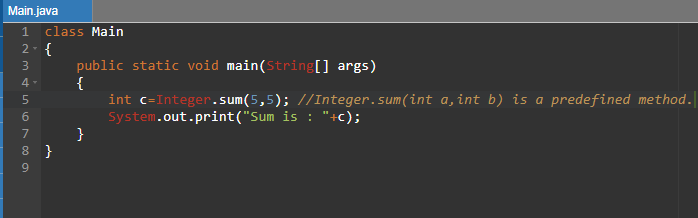 Main.java
1 class Main
2 {
3 public static void main(String[] args)
4 {
5 int c=Integer.sum(5,5); //Integer.sum(int a,int b) is a predefined method.
6 System.out.print("Sum is : "+c);
7 }
8 }
9